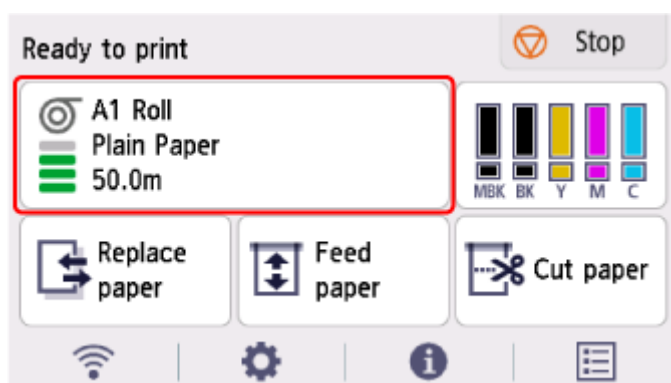 Ready to print
Stop
A1 Roll
Plain Paper
50.0m
MBK BK Y M C
Replace
paper
Feed
paper
Cut paper